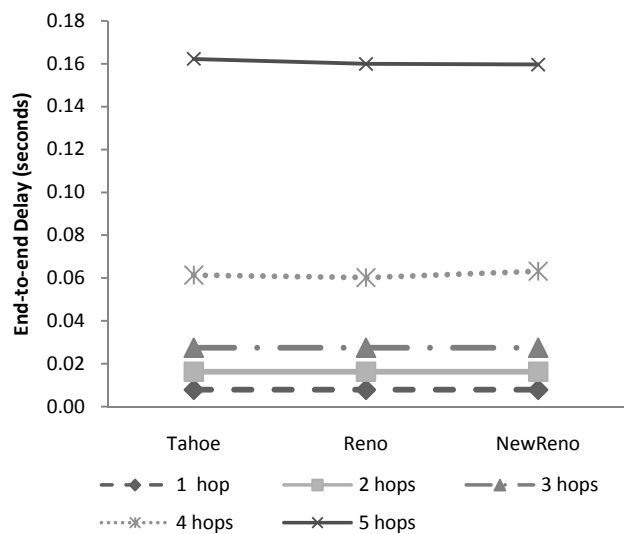 0.18
0.16
0.14
0.12
0.10
0.08
0.06
0.04
0.02
0.00
End-to-end Delay (seconds)
Tahoe Reno NewReno
1 hop 2 hops 3 hops
4 hops 5 hops